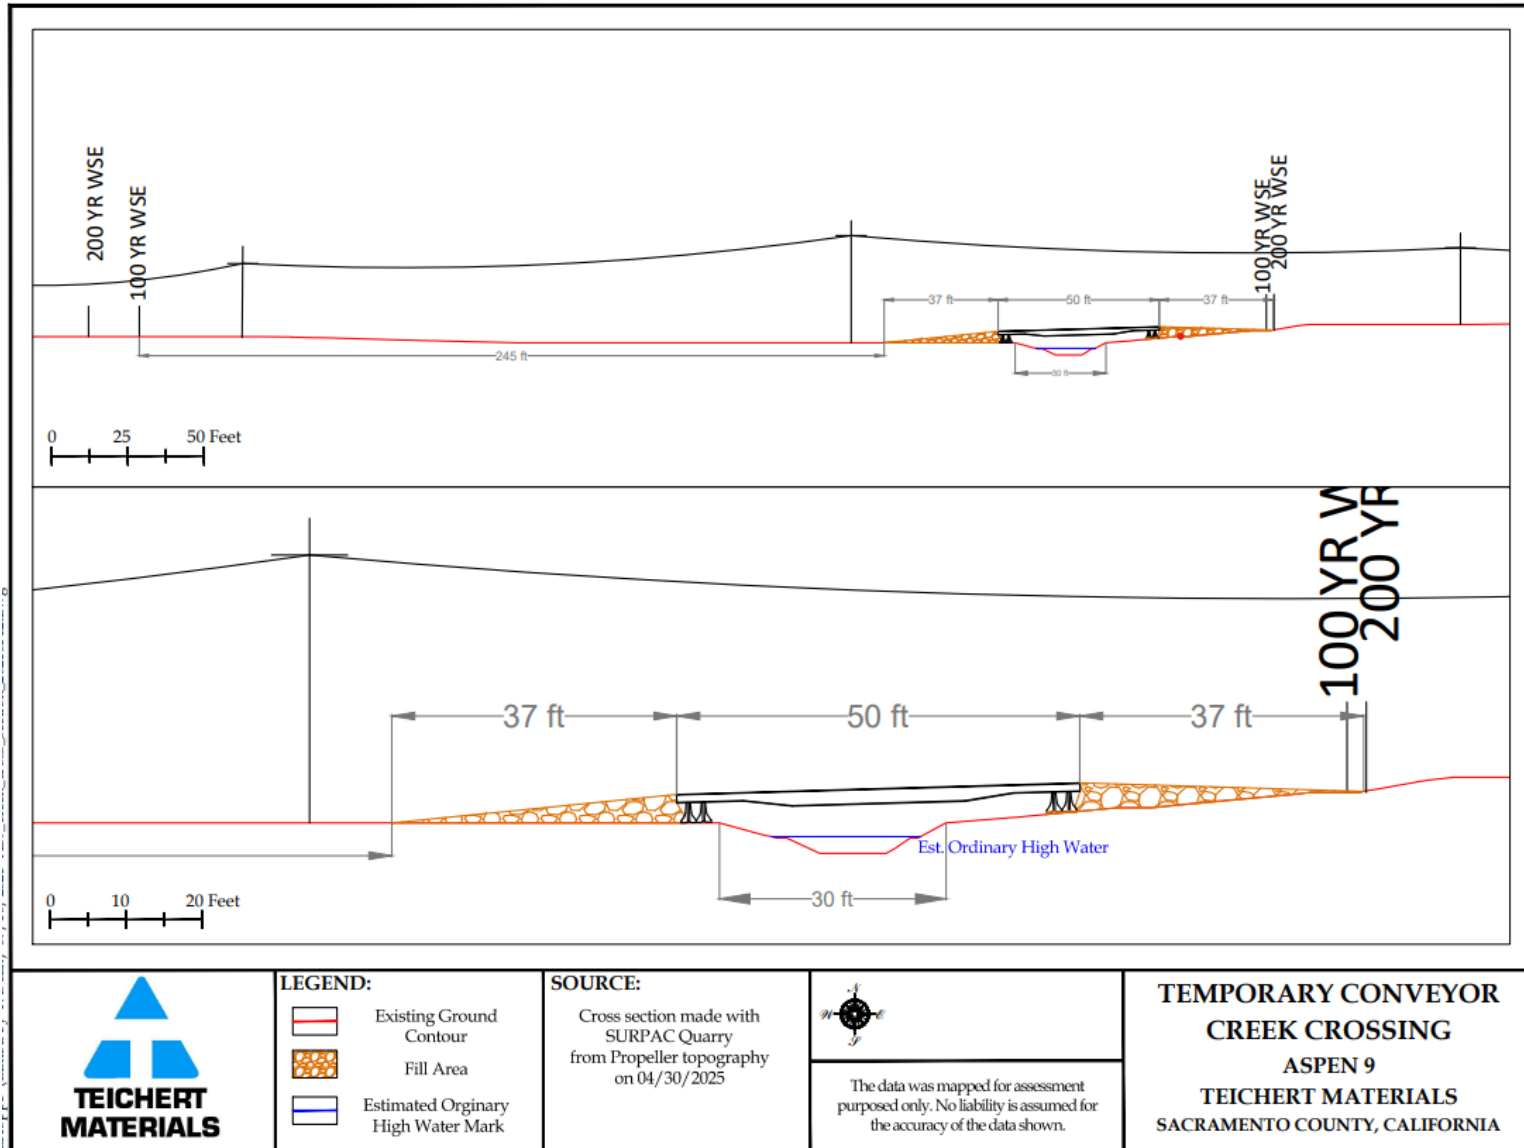 200 YR WSE
100 YR WSE
100 YR WSE
200 YR WSE
37 ft
50 ft
37 ft
245 ft
30 ft
0 25 50 Feet
100 YR W
200 YR
37 ft
50 ft
37 ft
Est. Ordinary High Water
30 ft
0 10 20 Feet
TEICHERT
MATERIALS
LEGEND:
Existing Ground
Contour
Fill Area
Estimated Orginary
High Water Mark
SOURCE:
Cross section made with
SURPAC Quarry
from Propeller topography
on 04/30/2025
N
W
E
S
The data was mapped for assessment
purposed only. No liability is assumed for
the accuracy of the data shown.
TEMPORARY CONVEYOR
CREEK CROSSING
ASPEN 9
TEICHERT MATERIALS
SACRAMENTO COUNTY, CALIFORNIA